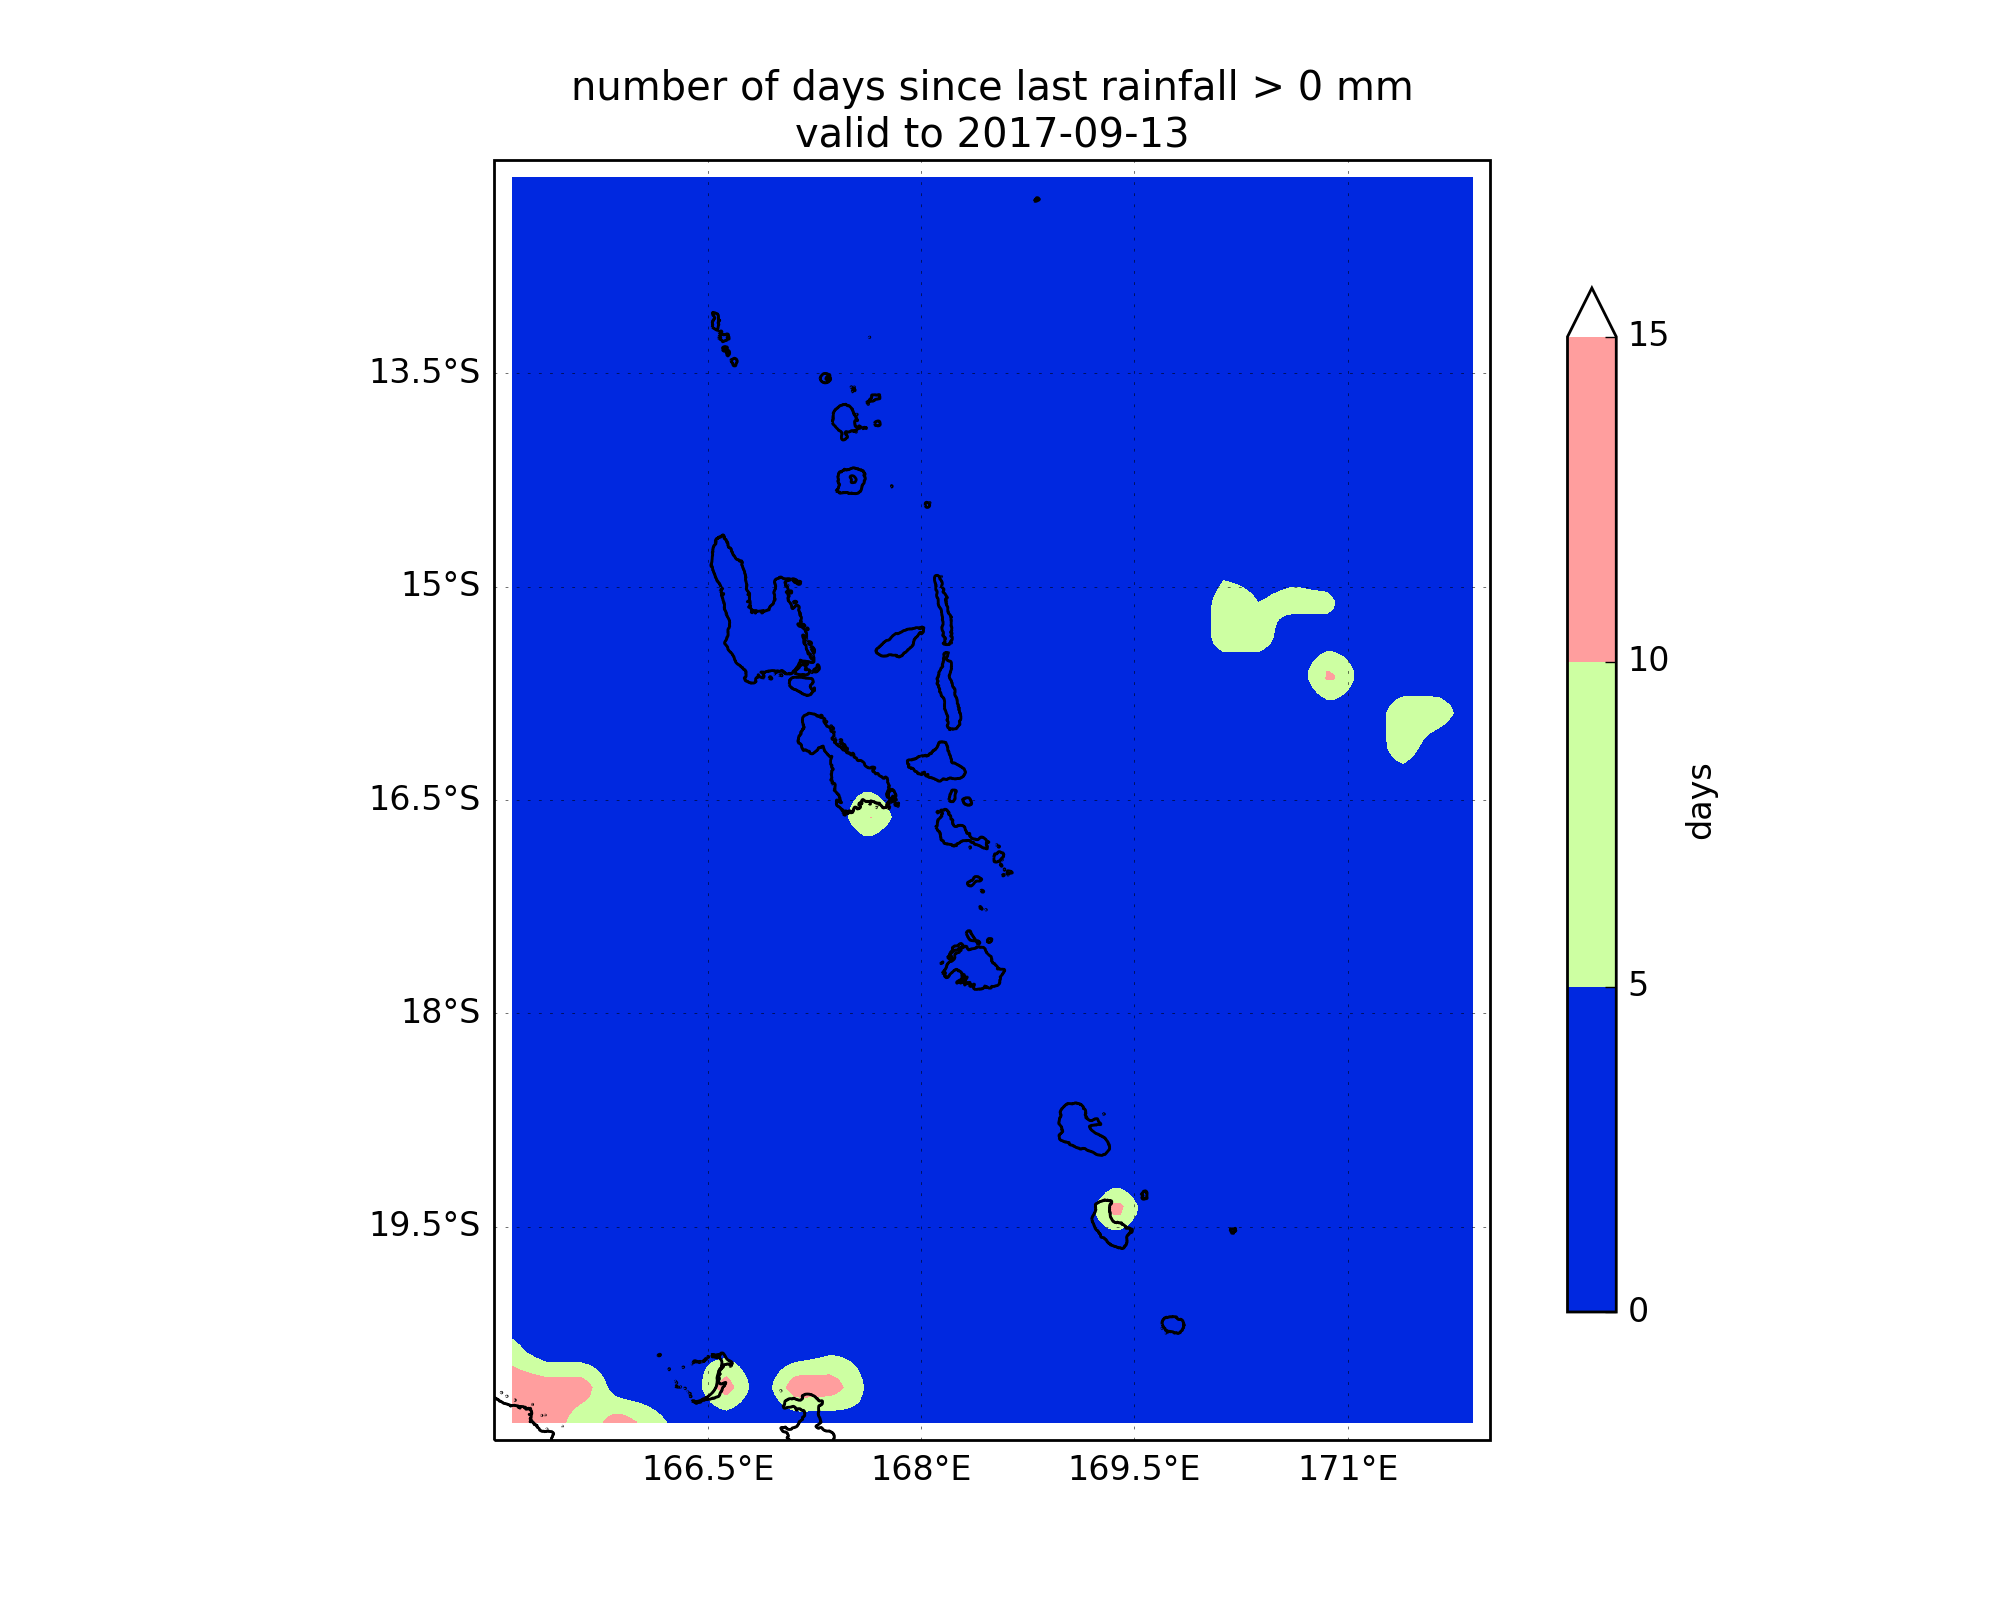 number of days since last rainfall > 0 mm
valid to 2017-09-13
13.5°S
15°S
16.5°S
18°S
19.5°S
166.5°E
168°E
169.5°E
171°E
15
10
5
0
days